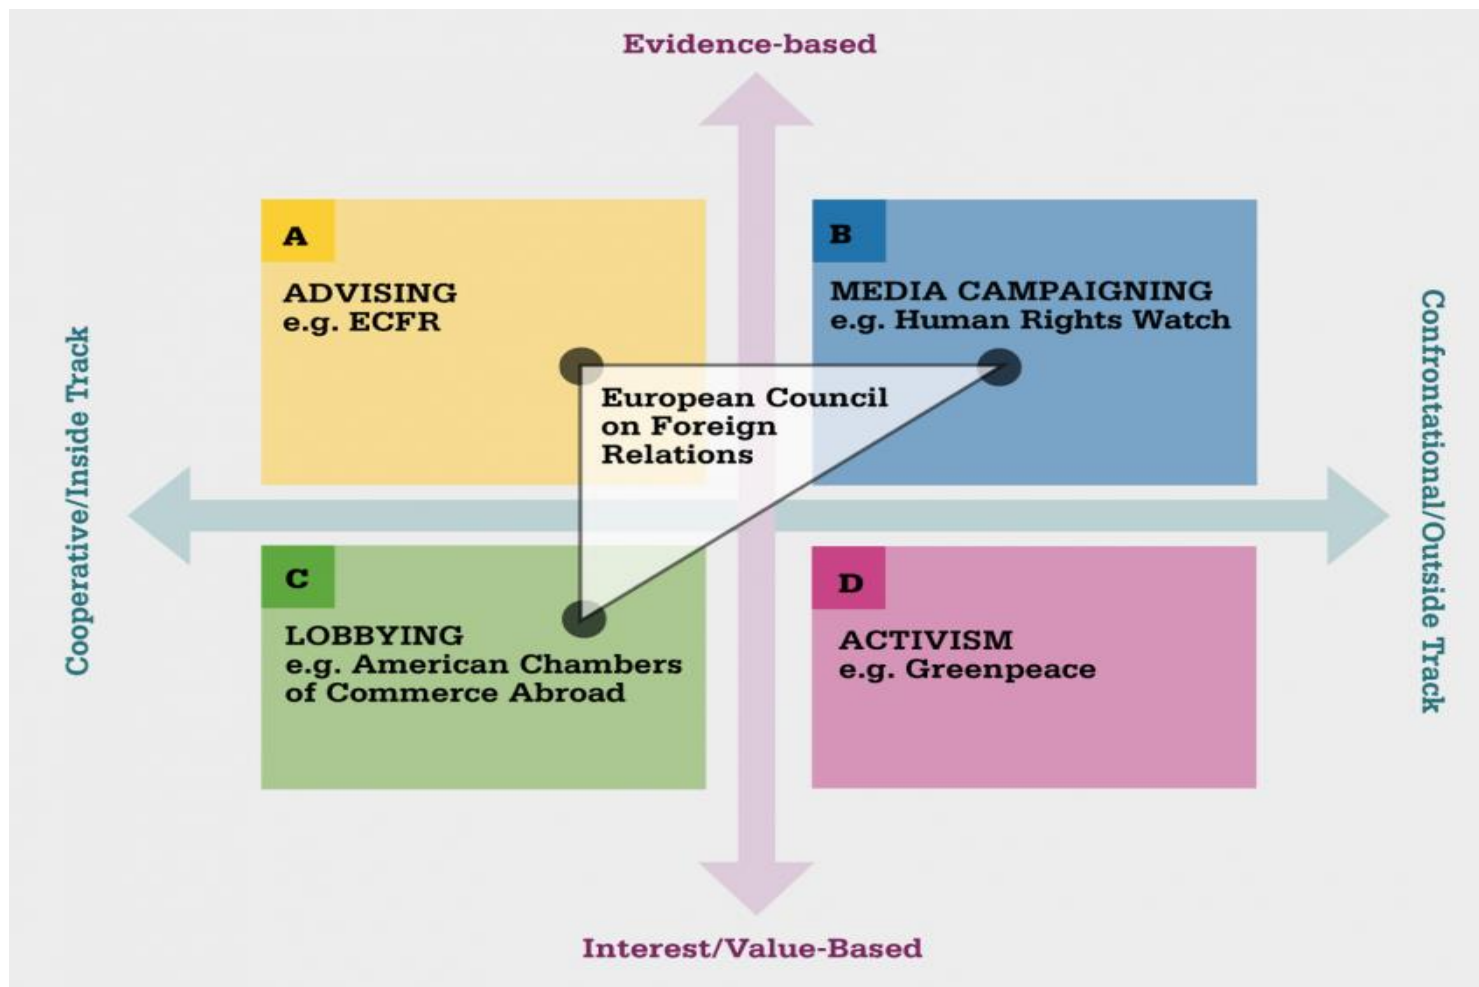 Evidence-based
A
ADVISING
e.g. ECFR
B
MEDIA CAMPAIGNING
e.g. Human Rights Watch
European Council
on Foreign
Relations
Cooperative/Inside Track
Confrontational/Outside Track
C
LOBBYING
e.g. American Chambers
of Commerce Abroad
D
ACTIVISM
e.g. Greenpeace
Interest/Value-Based